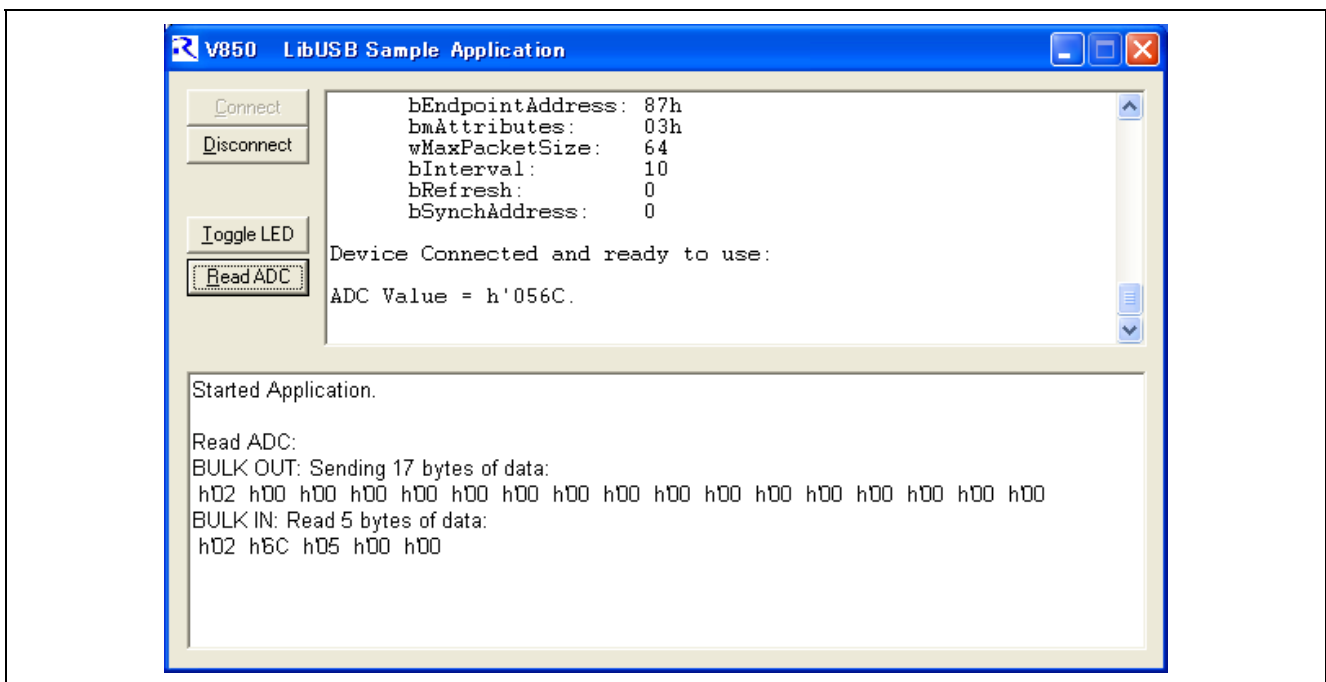 V850 LibUSB Sample Application
Connect
Disconnect
Toggle LED
Read ADC
bEndpointAddress: 87h
bmAttributes: 03h
wMaxPacketSize: 64
bInterval: 10
bRefresh: 0
bSynchAddress: 0
Device Connected and ready to use:
ADC Value = h'056C.
Started Application.
Read ADC:
BULK OUT: Sending 17 bytes of data:
h'02 h'00 h'00 h'00 h'00 h'00 h'00 h'00 h'00 h'00 h'00 h'00 h'00 h'00 h'00 h'00 h'00
BULK IN: Read 5 bytes of data:
h'02 h'6C h'05 h'00 h'00